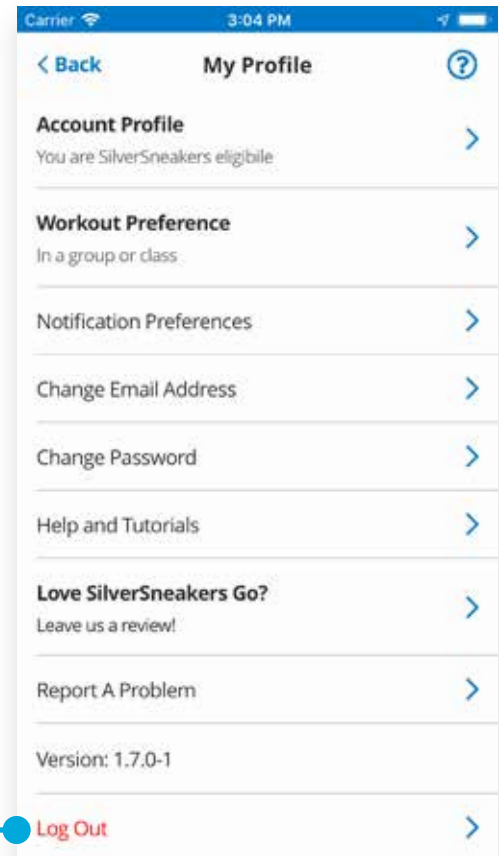 Carrier 3:04 PM
< Back My Profile ?
Account Profile
You are SilverSneakers eligibile
Workout Preference
In a group or class
Notification Preferences
Change Email Address
Change Password
Help and Tutorials
Love SilverSneakers Go?
Leave us a review!
Report A Problem
Version: 1.7.0-1
Log Out